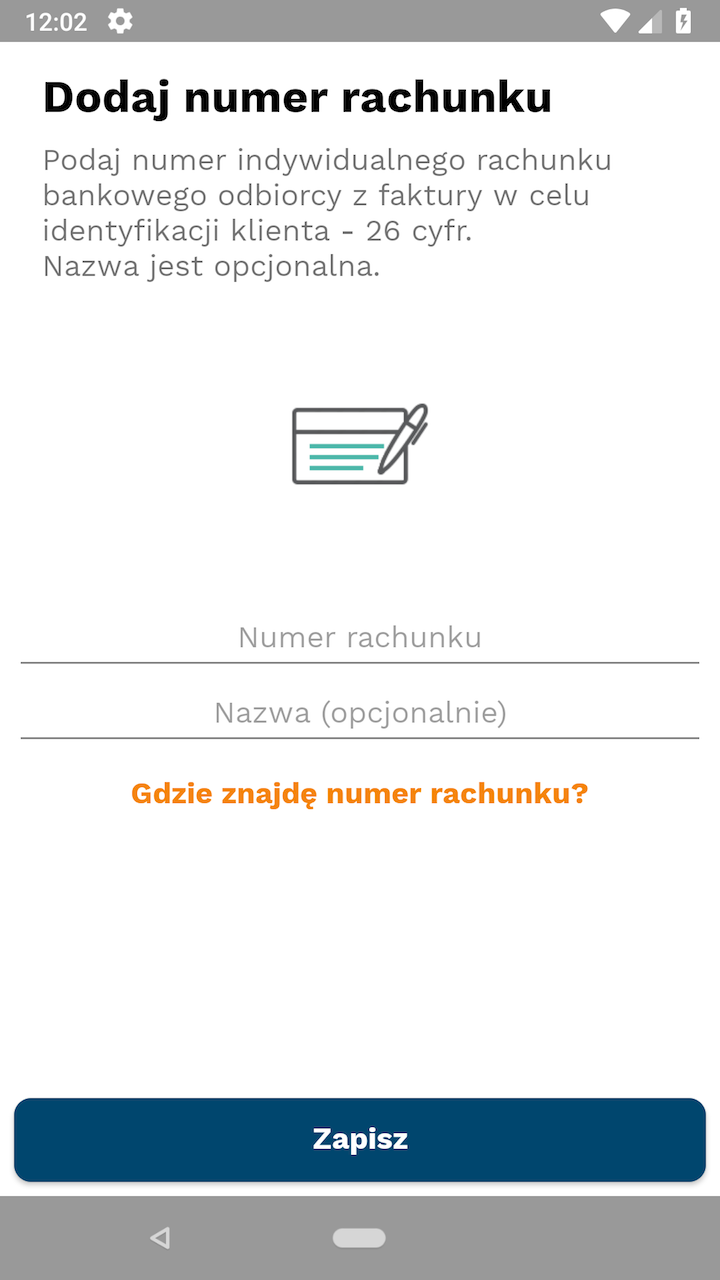 12:02
Dodaj numer rachunku
Podaj numer indywidualnego rachunku
bankowego odbiorcy z faktury w celu
identyfikacji klienta - 26 cyfr.
Nazwa jest opcjonalna.
Numer rachunku
Nazwa (opcjonalnie)
Gdzie znajdę numer rachunku?
Zapisz